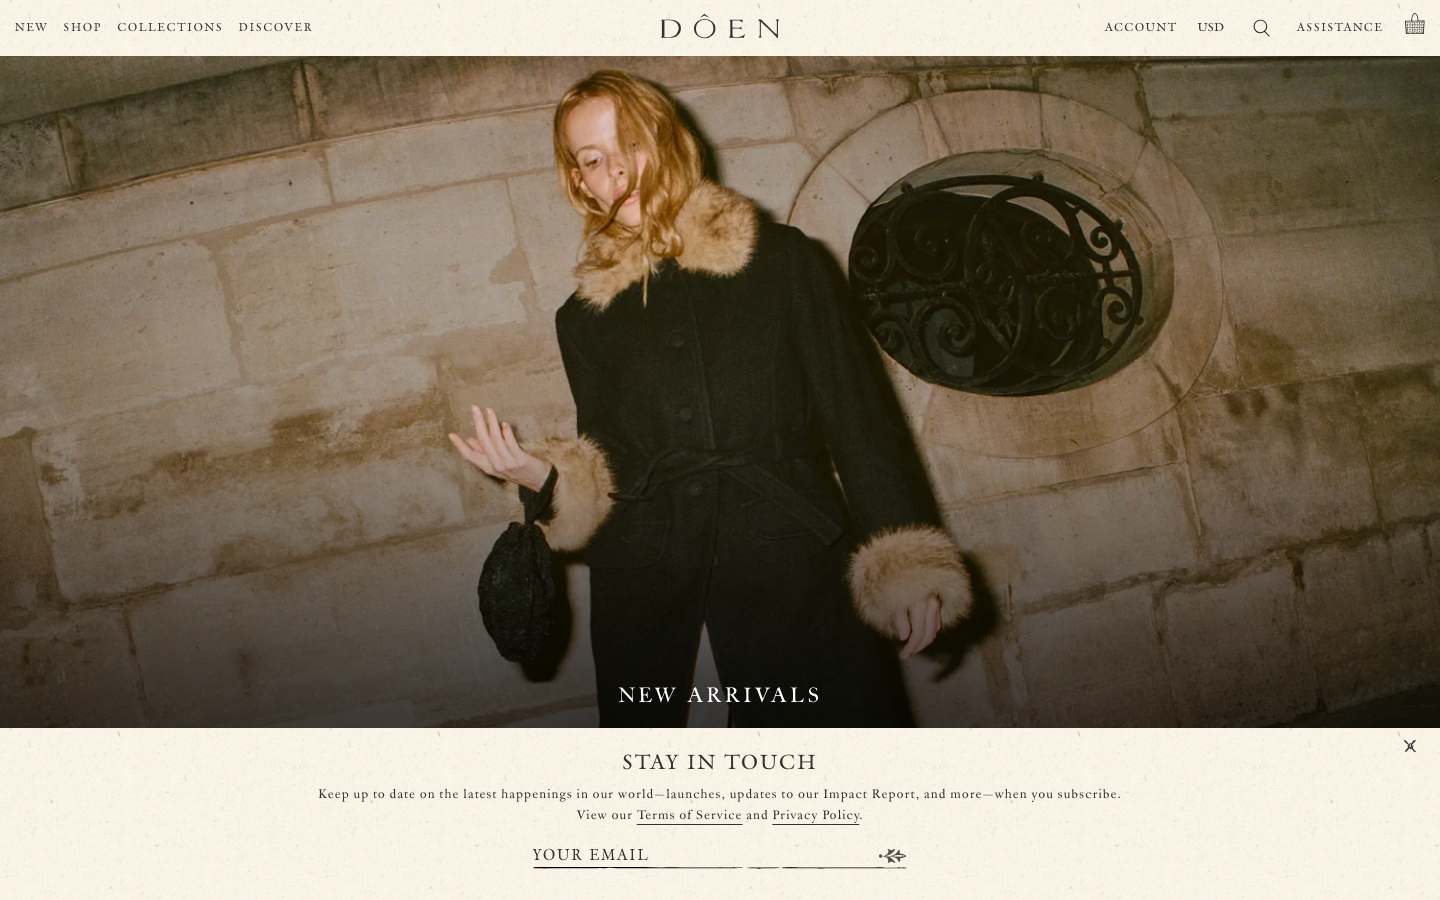 NEW SHOP COLLECTIONS DISCOVER DÔEN ACCOUNT USD ASSISTANCE
NEW ARRIVALS
STAY IN TOUCH
Keep up to date on the latest happenings in our world—launches, updates to our Impact Report, and more—when you subscribe.
View our Terms of Service and Privacy Policy.
YOUR EMAIL